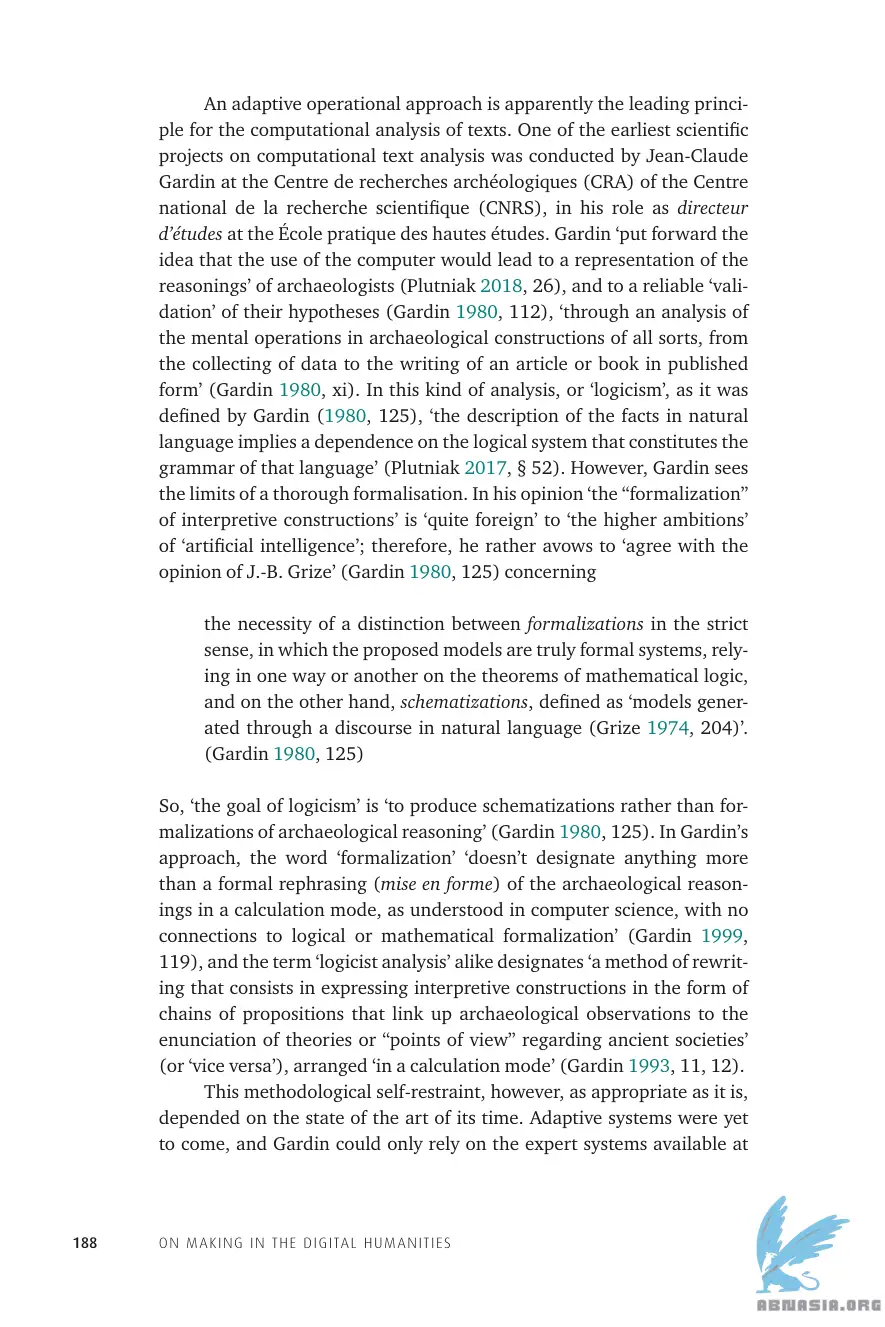 An adaptive operational approach is apparently the leading princi-
ple for the computational analysis of texts. One of the earliest scientific
projects on computational text analysis was conducted by Jean-Claude
Gardin at the Centre de recherches archéologiques (CRA) of the Centre
national de la recherche scientifique (CNRS), in his role as directeur
d’études at the École pratique des hautes études. Gardin ‘put forward the
idea that the use of the computer would lead to a representation of the
reasonings’ of archaeologists (Plutniak 2018, 26), and to a reliable ‘vali-
dation’ of their hypotheses (Gardin 1980, 112), ‘through an analysis of
the mental operations in archaeological constructions of all sorts, from
the collecting of data to the writing of an article or book in published
form’ (Gardin 1980, xi). In this kind of analysis, or ‘logicism’, as it was
defined by Gardin (1980, 125), ‘the description of the facts in natural
language implies a dependence on the logical system that constitutes the
grammar of that language’ (Plutniak 2017, § 52). However, Gardin sees
the limits of a thorough formalisation. In his opinion ‘the “formalization”
of interpretive constructions’ is ‘quite foreign’ to ‘the higher ambitions’
of ‘artificial intelligence’; therefore, he rather avows to ‘agree with the
opinion of J.-B. Grize’ (Gardin 1980, 125) concerning
the necessity of a distinction between formalizations in the strict
sense, in which the proposed models are truly formal systems, rely-
ing in one way or another on the theorems of mathematical logic,
and on the other hand, schematizations, defined as ‘models gener-
ated through a discourse in natural language (Grize 1974, 204)’.
(Gardin 1980, 125)
So, ‘the goal of logicism’ is ‘to produce schematizations rather than for-
malizations of archaeological reasoning’ (Gardin 1980, 125). In Gardin’s
approach, the word ‘formalization’ ‘doesn’t designate anything more
than a formal rephrasing (mise en forme) of the archaeological reason-
ings in a calculation mode, as understood in computer science, with no
connections to logical or mathematical formalization’ (Gardin 1999,
119), and the term ‘logicist analysis’ alike designates ‘a method of rewrit-
ing that consists in expressing interpretive constructions in the form of
chains of propositions that link up archaeological observations to the
enunciation of theories or “points of view” regarding ancient societies’
(or ‘vice versa’), arranged ‘in a calculation mode’ (Gardin 1993, 11, 12).
This methodological self-restraint, however, as appropriate as it is,
depended on the state of the art of its time. Adaptive systems were yet
to come, and Gardin could only rely on the expert systems available at
188 ON MAKING IN THE DIGITAL HUMANITIES
ABNASIA.ORG